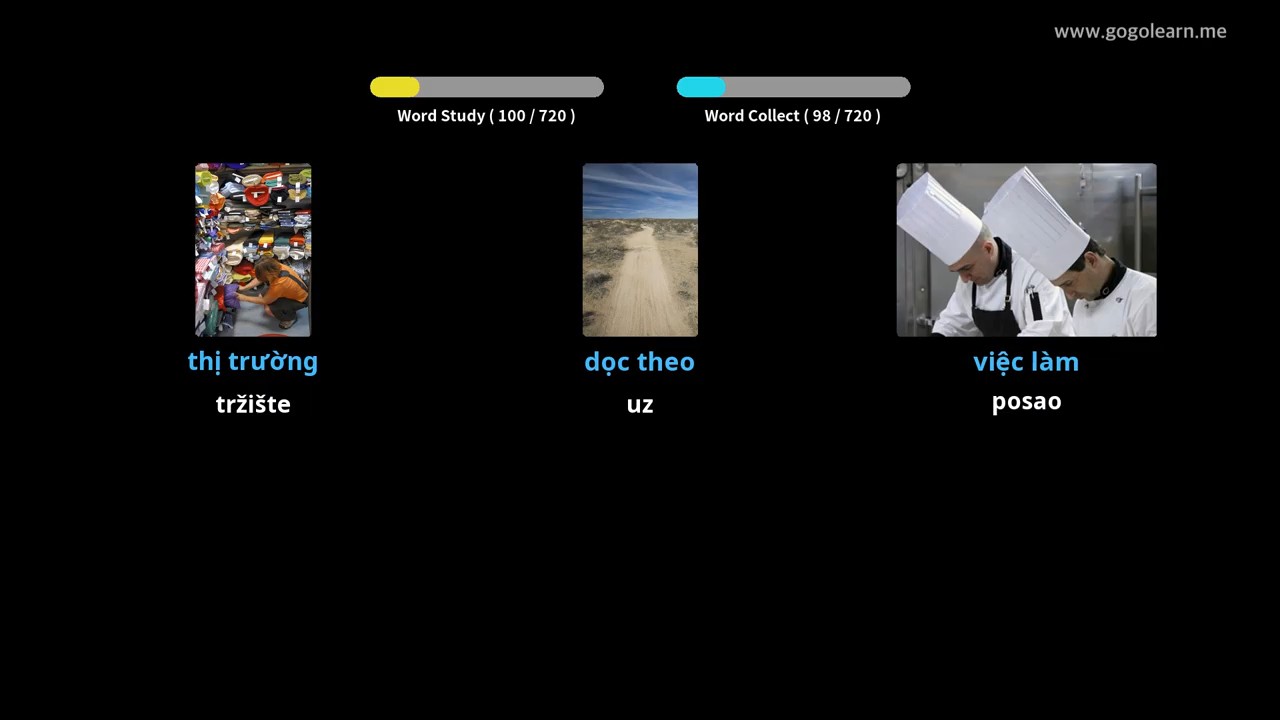 www.gogolearn.me
Word Study ( 100 / 720 )
Word Collect ( 98 / 720 )
thị trường
dọc theo
việc làm
tržište
uz
posao